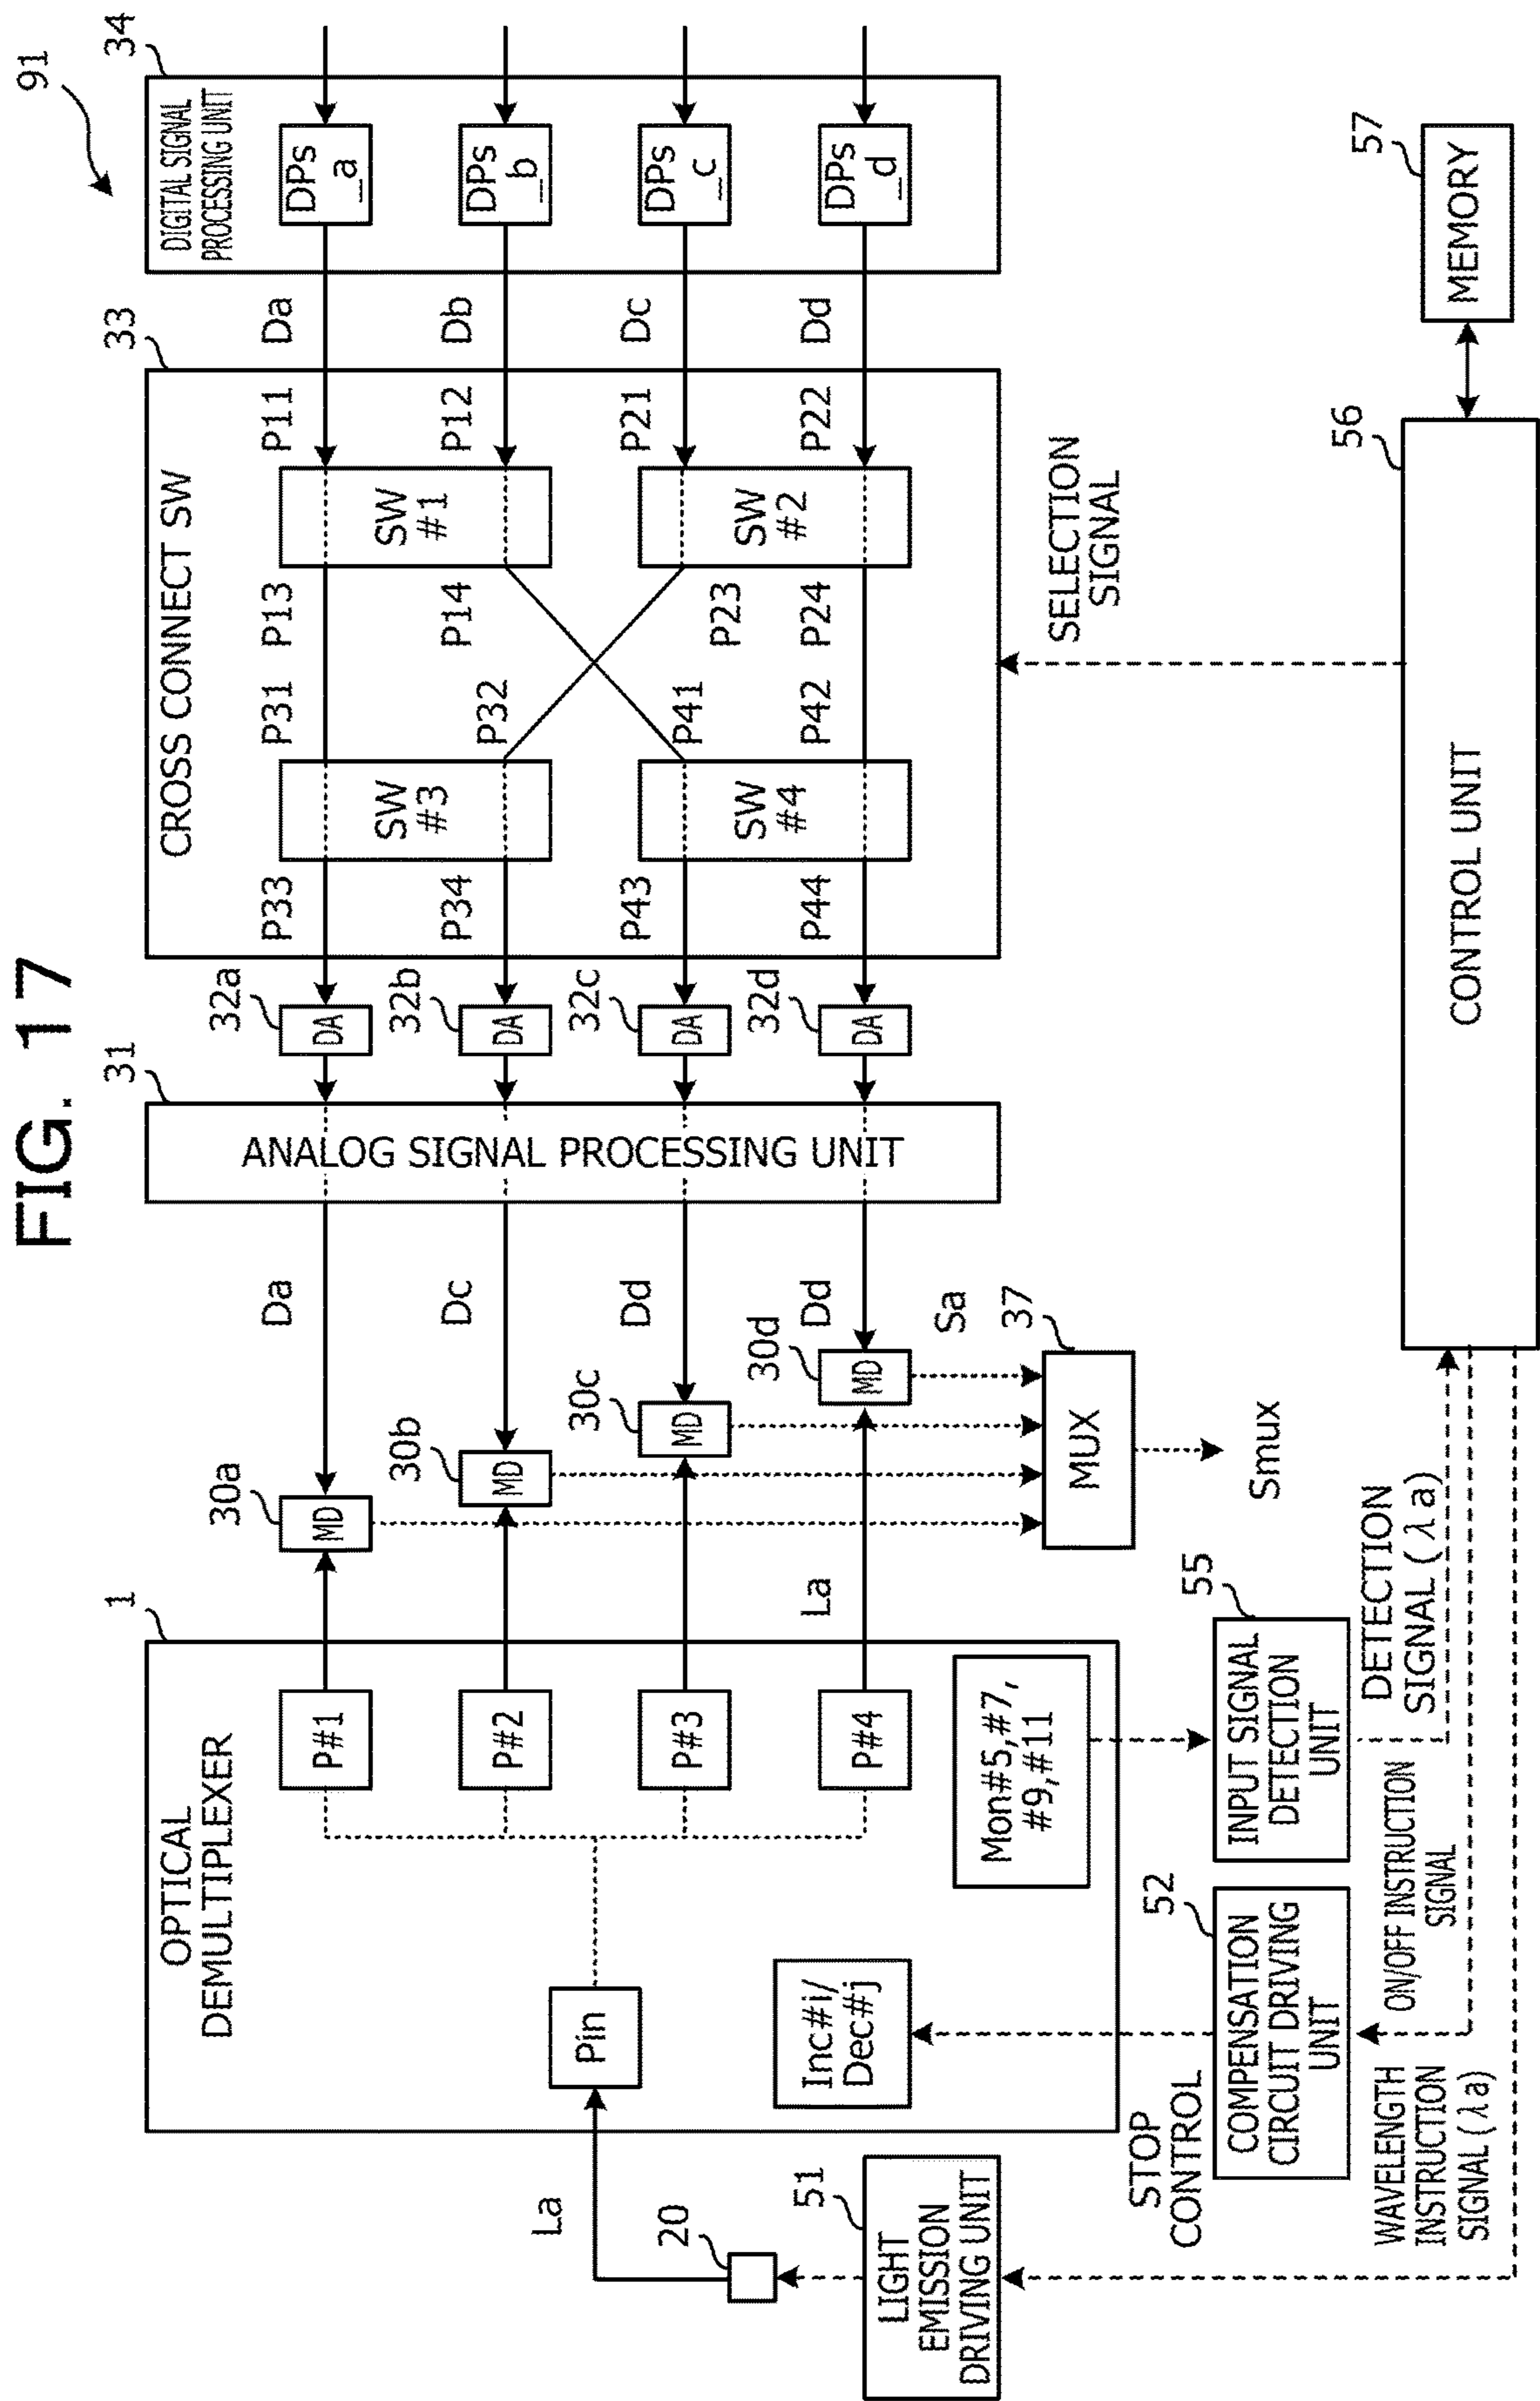 FIG. 17
91
1
OPTICAL
DEMULTIPLEXER
Pin
P#1
P#2
P#3
P#4
Inc#i/
Dec#j
Mon#5,#7,
#9,#11
La
20
51
LIGHT
EMISSION
DRIVING UNIT
La
30a
MD
30b
MD
30c
MD
30d
MD
Da
Dc
Dd
Dd
Sa
37
MUX
Smux
31
ANALOG SIGNAL PROCESSING UNIT
32a
DA
32b
DA
32c
DA
32d
DA
33
CROSS CONNECT SW
P33
P34
P43
P44
SW
#3
SW
#4
P31
P32
P41
P42
P13
P14
P23
P24
SW
#1
SW
#2
P11
P12
P21
P22
Da
Db
Dc
Dd
34
DIGITAL SIGNAL
PROCESSING UNIT
DPs
_a
DPs
_b
DPs
_c
DPs
_d
STOP
CONTROL
52
COMPENSATION
CIRCUIT DRIVING
UNIT
55
INPUT SIGNAL
DETECTION
UNIT
DETECTION
SIGNAL (λa)
ON/OFF INSTRUCTION
SIGNAL
WAVELENGTH
INSTRUCTION
SIGNAL (λa)
SELECTION
SIGNAL
56
CONTROL UNIT
57
MEMORY